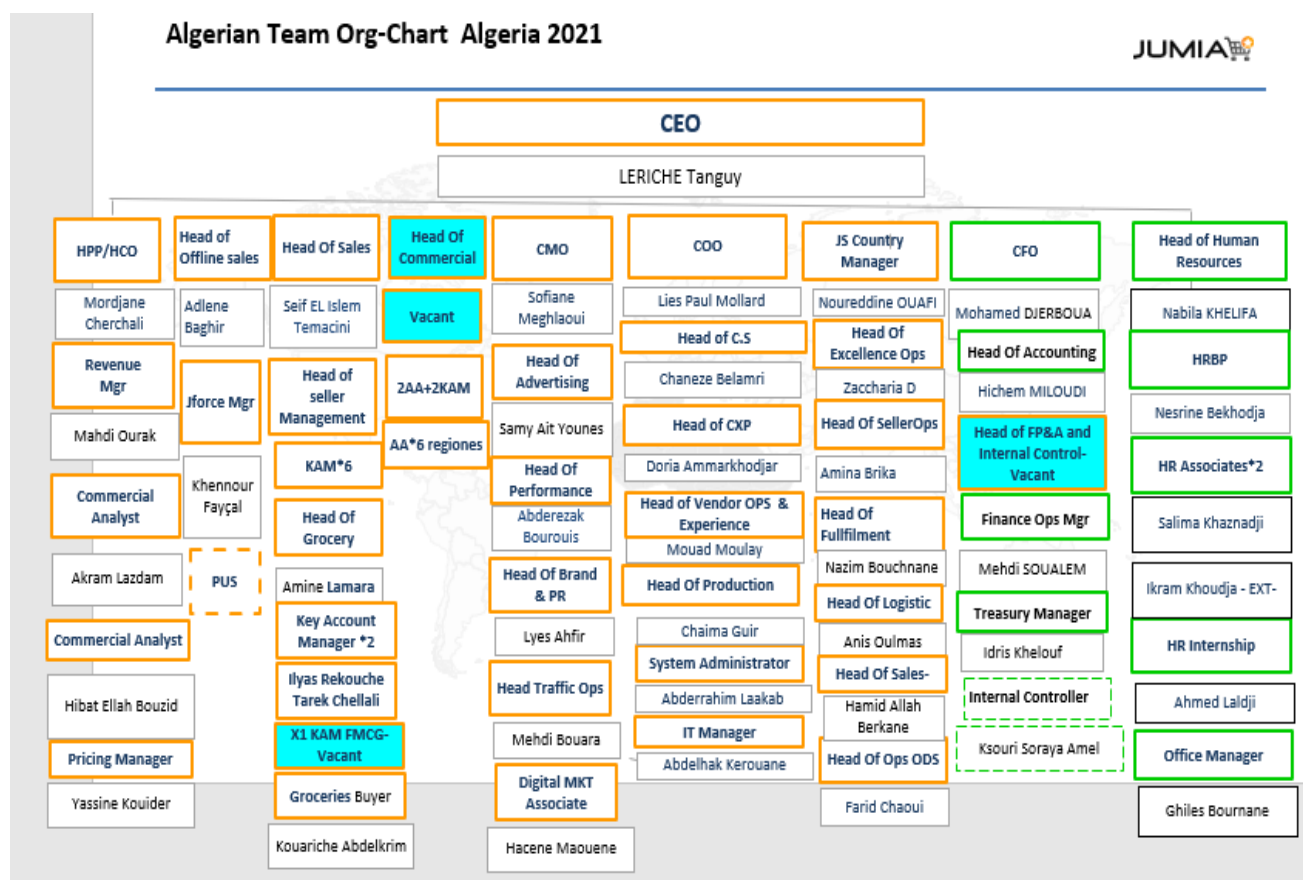 Algerian Team Org-Chart Algeria 2021
JUMIA
CEO
LERICHE Tanguy
HPP/HCO
Mordjane
Cherchali
Revenue
Mgr
Mahdi Ourak
Commercial
Analyst
Akram Lazdam
Commercial Analyst
Hibat Ellah Bouzid
Pricing Manager
Yassine Kouider
Head of
Offline sales
Adlene
Baghir
Jforce Mgr
Khennour
Fayçal
PUS
Head Of Sales
Seif EL Islem
Temacini
Head of
seller
Management
KAM*6
Head Of
Grocery
Amine Lamara
Key Account
Manager *2
Ilyas Rekouche
Tarek Chellali
X1 KAM FMCG-
Vacant
Groceries Buyer
Kouariche Abdelkrim
Head Of
Commercial
Vacant
2AA+2KAM
AA*6 regiones
CMO
Sofiane
Meghlaoui
Head Of
Advertising
Samy Ait Younes
Head Of
Performance
Abderezak
Bourouis
Head Of Brand
& PR
Lyes Ahfir
Head Traffic Ops
Mehdi Bouara
Digital MKT
Associate
Hacene Maouene
COO
Lies Paul Mollard
Head of C.S
Chaneze Belamri
Head of CXP
Doria Ammarkhodjar
Head of Vendor OPS &
Experience
Mouad Moulay
Head Of Production
Chaima Guir
System Administrator
Abderrahim Laakab
IT Manager
Abdelhak Kerouane
JS Country
Manager
Noureddine OUAFI
Head Of
Excellence Ops
Zaccharia D
Head Of SellerOps
Amina Brika
Head Of
Fullfilment
Nazim Bouchnane
Head Of Logistic
Anis Oulmas
Head Of Sales-
Hamid Allah
Berkane
Head Of Ops ODS
Farid Chaoui
CFO
Mohamed DJERBOUA
Head Of Accounting
Hichem MILOUDI
Head of FP&A and
Internal Control-
Vacant
Finance Ops Mgr
Mehdi SOUALEM
Treasury Manager
Idris Khelouf
Internal Controller
Ksouri Soraya Amel
Head of Human
Resources
Nabila KHELIFA
HRBP
Nesrine Bekhodja
HR Associates*2
Salima Khaznadji
Ikram Khoudja - EXT-
HR Internship
Ahmed Laldji
Office Manager
Ghiles Bournane